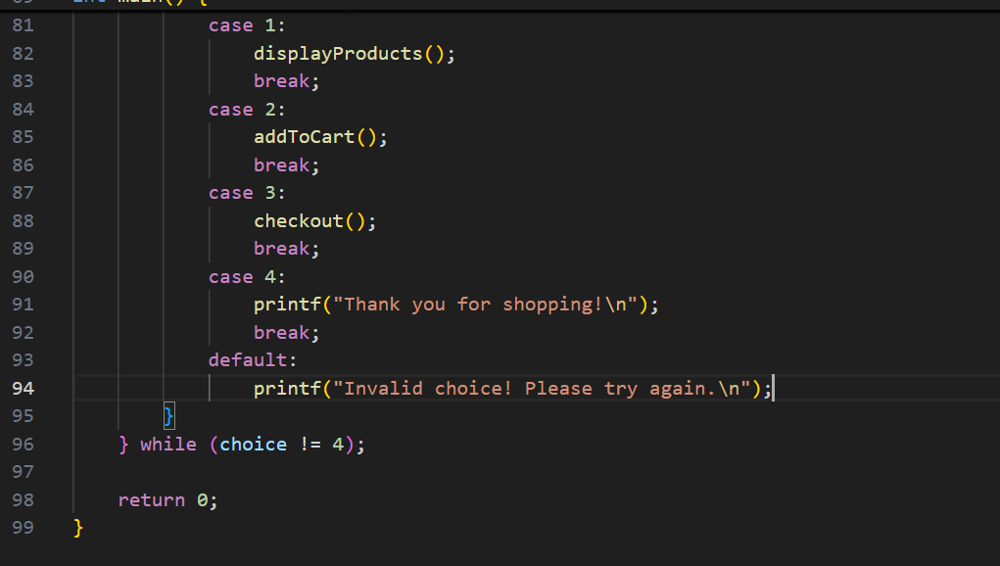 int main() {
81 case 1:
82 displayProducts();
83 break;
84 case 2:
85 addToCart();
86 break;
87 case 3:
88 checkout();
89 break;
90 case 4:
91 printf("Thank you for shopping!\n");
92 break;
93 default:
94 printf("Invalid choice! Please try again.\n");
95 }
96 } while (choice != 4);
97
98 return 0;
99 }